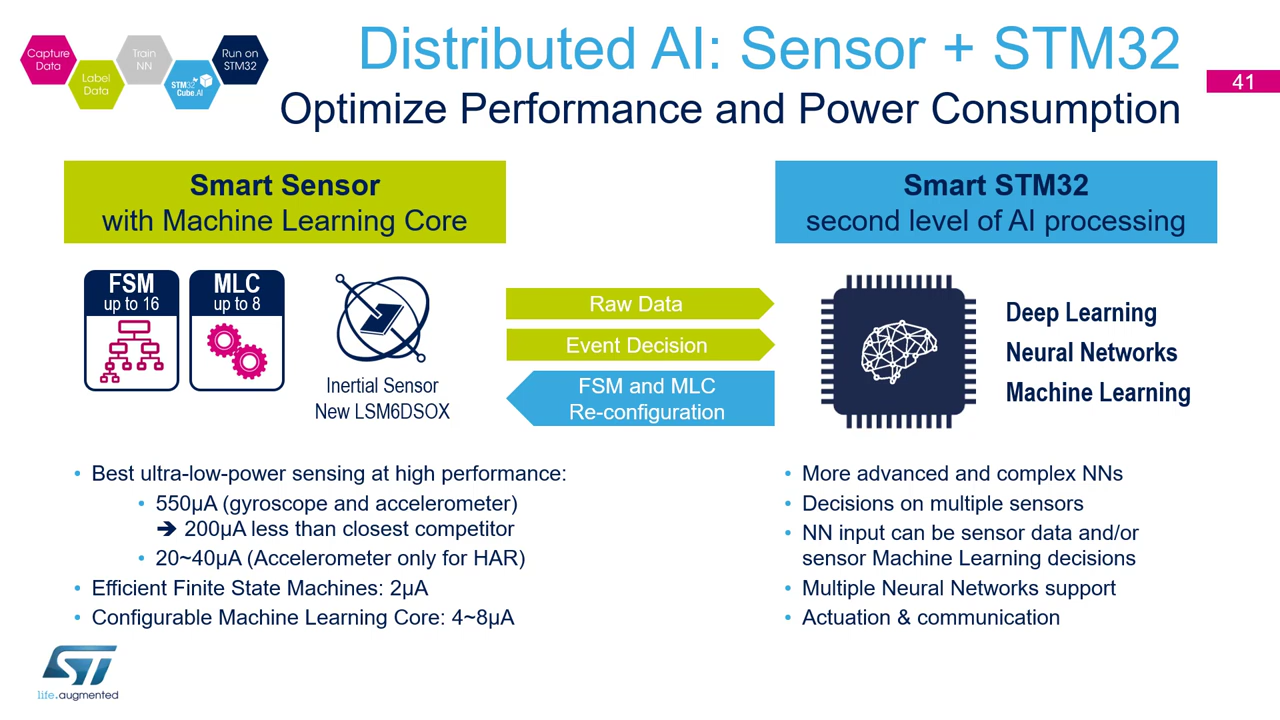 Capture
Data
Label
Data
Train
NN
STM32
Cube.AI
Run on
STM32
Distributed AI: Sensor + STM32
Optimize Performance and Power Consumption
41
Smart Sensor
with Machine Learning Core
Smart STM32
second level of AI processing
FSM
up to 16
MLC
up to 8
Inertial Sensor
New LSM6DSOX
Raw Data
Event Decision
FSM and MLC
Re-configuration
Deep Learning
Neural Networks
Machine Learning
• Best ultra-low-power sensing at high performance:
• 550µA (gyroscope and accelerometer)
➔ 200µA less than closest competitor
• 20~40µA (Accelerometer only for HAR)
• Efficient Finite State Machines: 2µA
• Configurable Machine Learning Core: 4~8µA
• More advanced and complex NNs
• Decisions on multiple sensors
• NN input can be sensor data and/or
sensor Machine Learning decisions
• Multiple Neural Networks support
• Actuation & communication
ST
life.augmented